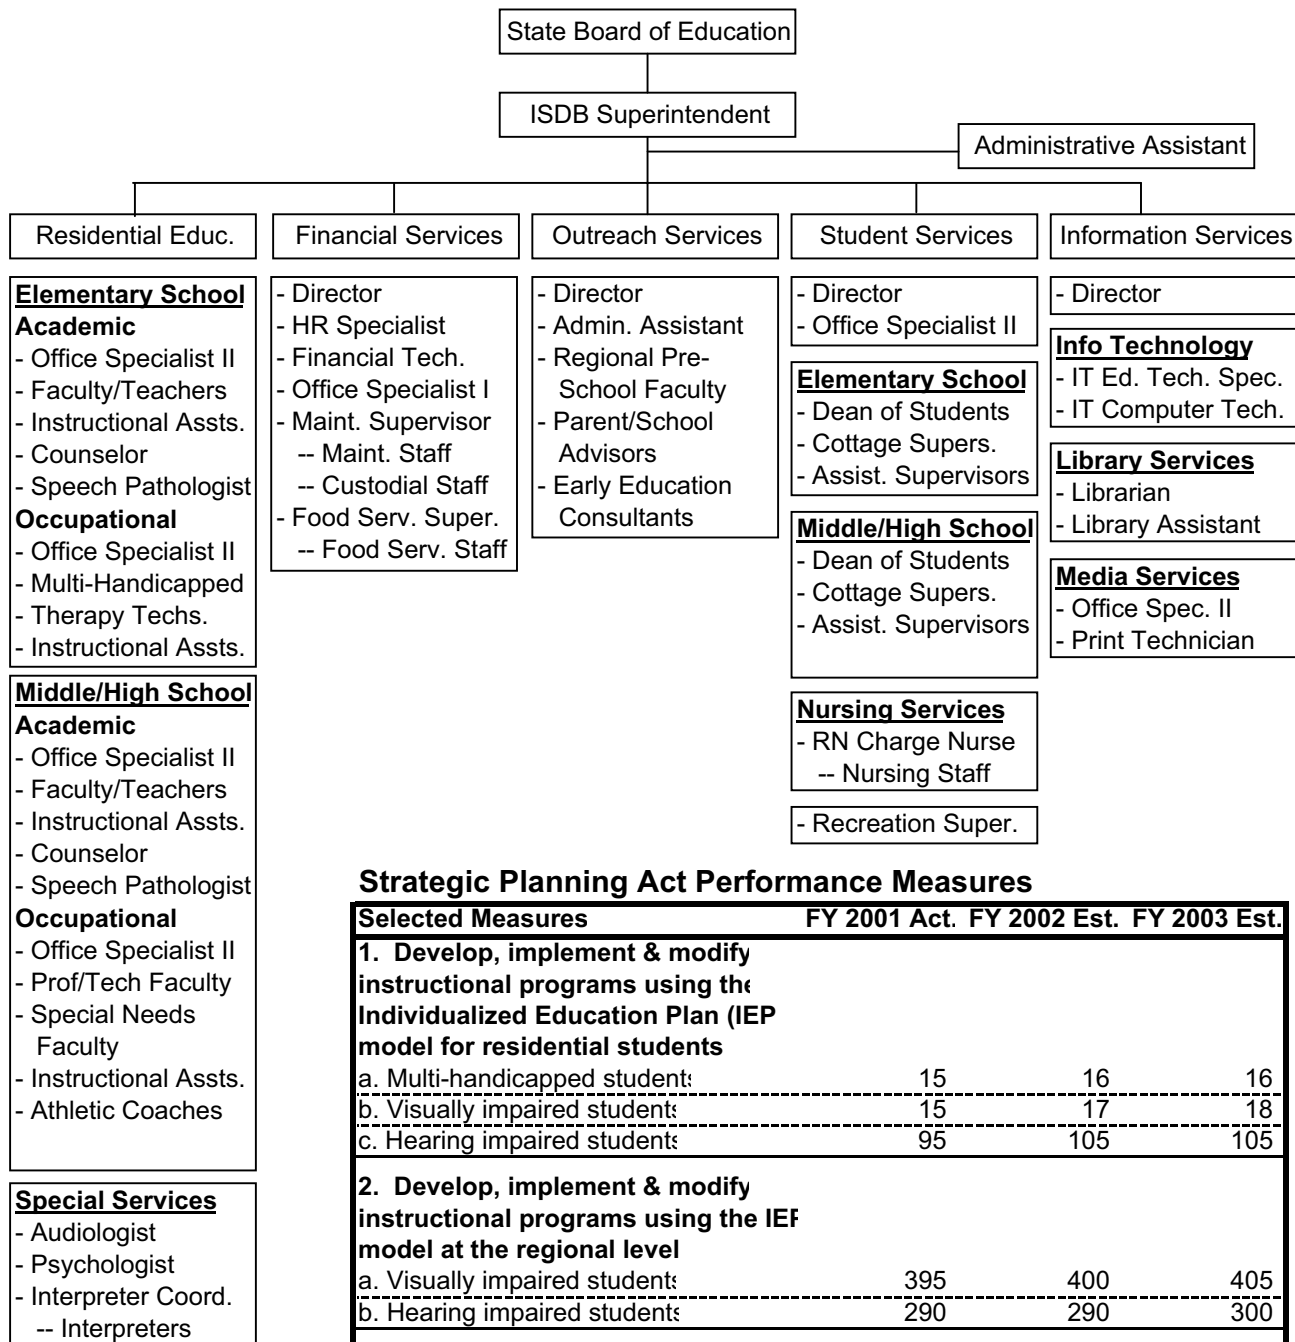 State Board of Education
ISDB Superintendent
Administrative Assistant
Residential Educ.
Financial Services
Outreach Services
Student Services
Information Services
Elementary School
Academic
- Office Specialist II
- Faculty/Teachers
- Instructional Assts.
- Counselor
- Speech Pathologist
Occupational
- Office Specialist II
- Multi-Handicapped
- Therapy Techs.
- Instructional Assts.
Middle/High School
Academic
- Office Specialist II
- Faculty/Teachers
- Instructional Assts.
- Counselor
- Speech Pathologist
Occupational
- Office Specialist II
- Prof/Tech Faculty
- Special Needs
Faculty
- Instructional Assts.
- Athletic Coaches
Special Services
- Audiologist
- Psychologist
- Interpreter Coord.
-- Interpreters
- Director
- HR Specialist
- Financial Tech.
- Office Specialist I
- Maint. Supervisor
-- Maint. Staff
-- Custodial Staff
- Food Serv. Super.
-- Food Serv. Staff
- Director
- Admin. Assistant
- Regional Pre-
School Faculty
- Parent/School
Advisors
- Early Education
Consultants
- Director
- Office Specialist II
Elementary School
- Dean of Students
- Cottage Supers.
- Assist. Supervisors
Middle/High School
- Dean of Students
- Cottage Supers.
- Assist. Supervisors
Nursing Services
- RN Charge Nurse
-- Nursing Staff
- Recreation Super.
- Director
Info Technology
- IT Ed. Tech. Spec.
- IT Computer Tech.
Library Services
- Librarian
- Library Assistant
Media Services
- Office Spec. II
- Print Technician
Strategic Planning Act Performance Measures
Selected Measures FY 2001 Act. FY 2002 Est. FY 2003 Est.
1. Develop, implement & modify
instructional programs using the
Individualized Education Plan (IEP
model for residential students
a. Multi-handicapped students 15 16 16
b. Visually impaired students 15 17 18
c. Hearing impaired students 95 105 105
2. Develop, implement & modify
instructional programs using the IEP
model at the regional level
a. Visually impaired students 395 400 405
b. Hearing impaired students 290 290 300